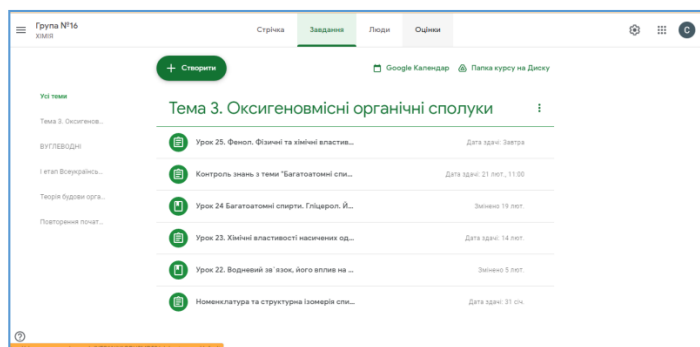 Група №16
ХІМІЯ
Стрічка Завдання Люди Оцінки
С
Створити
Google Календар Папка курсу на Диску
Усі теми
Тема 3. Оксигенов...
ВУГЛЕВОДНІ
І етап Всеукраїнсь...
Теорія будови орга...
Повторення почат...
Тема 3. Оксигеновмісні органічні сполуки
Урок 25. Фенол. Фізичні та хімічні властив... Дата здачі: Завтра
Контроль знань з теми "Багатоатомні спи... Дата здачі: 21 лют., 11:00
Урок 24 Багатоатомні спирти. Гліцерол. Й... Змінено 19 лют.
Урок 23. Хімічні властивості насичених од... Дата здачі: 14 лют.
Урок 22. Водневий зв`язок, його вплив на ... Змінено 5 лют.
Номенклатура та структурна ізомерія спи... Дата здачі: 31 січ.